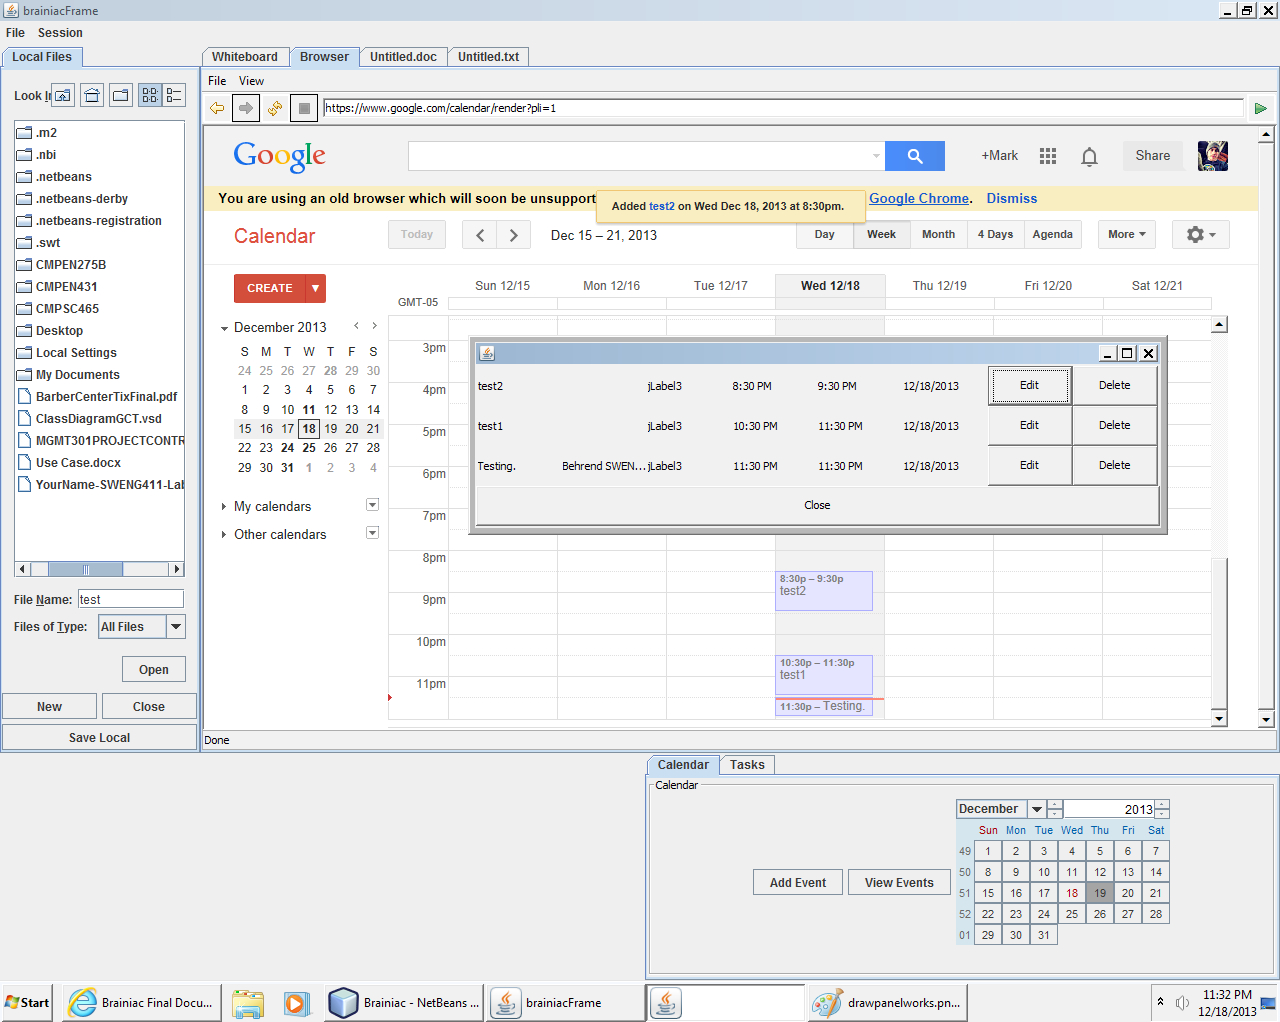 brainiacFrame
File Session
Local Files
Whiteboard Browser Untitled.doc Untitled.txt
File View
https://www.google.com/calendar/render?pli=1
Look
.m2
.nbi
.netbeans
.netbeans-derby
.netbeans-registration
.swt
CMPEN275B
CMPEN431
CMPSC465
Desktop
Local Settings
My Documents
BarberCenterTixFinal.pdf
ClassDiagramGCT.vsd
MGMT301PROJECTCONTR
Use Case.docx
YourName-SWENG411-Lab
File Name: test
Files of Type: All Files
Open
New Close
Save Local
Google
+Mark
Share
You are using an old browser which will soon be unsupport
Google Chrome. Dismiss
Added test2 on Wed Dec 18, 2013 at 8:30pm.
Calendar
Today
Dec 15 – 21, 2013
Day Week Month 4 Days Agenda
More
CREATE
December 2013
S M T W T F S
24 25 26 27 28 29 30
1 2 3 4 5 6 7
8 9 10 11 12 13 14
15 16 17 18 19 20 21
22 23 24 25 26 27 28
29 30 31 1 2 3 4
My calendars
Other calendars
Sun 12/15 Mon 12/16 Tue 12/17 Wed 12/18 Thu 12/19 Fri 12/20 Sat 12/21
GMT-05
3pm
4pm
5pm
6pm
7pm
8pm
9pm
10pm
11pm
test2 jLabel3 8:30 PM 9:30 PM 12/18/2013 Edit Delete
test1 jLabel3 10:30 PM 11:30 PM 12/18/2013 Edit Delete
Testing. Behrend SWEN... jLabel3 11:30 PM 11:30 PM 12/18/2013 Edit Delete
Close
8:30p – 9:30p
test2
10:30p – 11:30p
test1
11:30p – Testing.
Done
Calendar Tasks
Calendar
Add Event View Events
December 2013
Sun Mon Tue Wed Thu Fri Sat
49 1 2 3 4 5 6 7
50 8 9 10 11 12 13 14
51 15 16 17 18 19 20 21
52 22 23 24 25 26 27 28
01 29 30 31
Start
Brainiac Final Docu...
Brainiac - NetBeans ...
brainiacFrame
drawpanelworks.pn...
11:32 PM
12/18/2013